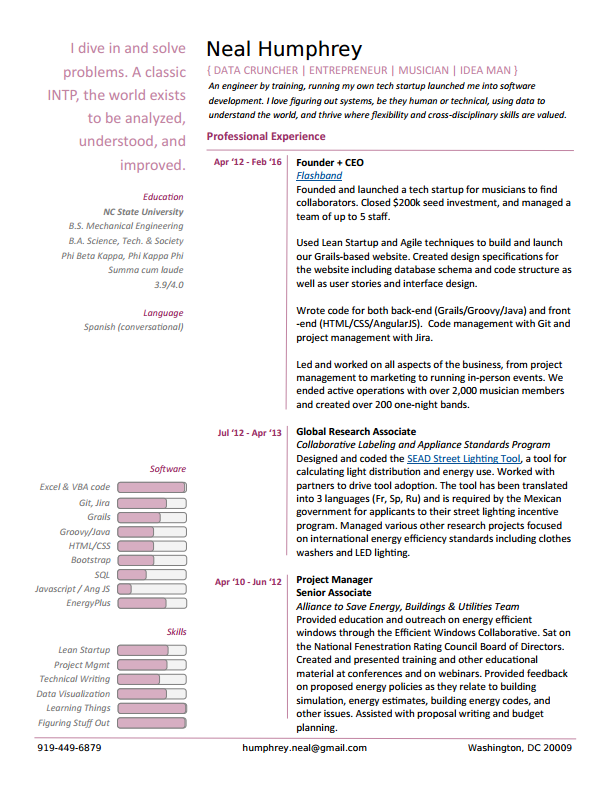 I dive in and solve
problems. A classic
INTP, the world exists
to be analyzed,
understood, and
improved.
Education
NC State University
B.S. Mechanical Engineering
B.A. Science, Tech. & Society
Phi Beta Kappa, Phi Kappa Phi
Summa cum laude
3.9/4.0
Language
Spanish (conversational)
Software
Excel & VBA code
Git, Jira
Grails
Groovy/Java
HTML/CSS
Bootstrap
SQL
Javascript / Ang JS
EnergyPlus
Skills
Lean Startup
Project Mgmt
Technical Writing
Data Visualization
Learning Things
Figuring Stuff Out
Neal Humphrey
{ DATA CRUNCHER | ENTREPRENEUR | MUSICIAN | IDEA MAN }
An engineer by training, running my own tech startup launched me into software
development. I love figuring out systems, be they human or technical, using data to
understand the world, and thrive where flexibility and cross-disciplinary skills are valued.
Professional Experience
Apr '12 - Feb '16
Founder + CEO
Flashband
Founded and launched a tech startup for musicians to find
collaborators. Closed $200k seed investment, and managed a
team of up to 5 staff.
Used Lean Startup and Agile techniques to build and launch
our Grails-based website. Created design specifications for
the website including database schema and code structure as
well as user stories and interface design.
Wrote code for both back-end (Grails/Groovy/Java) and front
-end (HTML/CSS/AngularJS). Code management with Git and
project management with Jira.
Led and worked on all aspects of the business, from project
management to marketing to running in-person events. We
ended active operations with over 2,000 musician members
and created over 200 one-night bands.
Jul '12 - Apr '13
Global Research Associate
Collaborative Labeling and Appliance Standards Program
Designed and coded the SEAD Street Lighting Tool, a tool for
calculating light distribution and energy use. Worked with
partners to drive tool adoption. The tool has been translated
into 3 languages (Fr, Sp, Ru) and is required by the Mexican
government for applicants to their street lighting incentive
program. Managed various other research projects focused
on international energy efficiency standards including clothes
washers and LED lighting.
Apr '10 - Jun '12
Project Manager
Senior Associate
Alliance to Save Energy, Buildings & Utilities Team
Provided education and outreach on energy efficient
windows through the Efficient Windows Collaborative. Sat on
the National Fenestration Rating Council Board of Directors.
Created and presented training and other educational
material at conferences and on webinars. Provided feedback
on proposed energy policies as they relate to building
simulation, energy estimates, building energy codes, and
other issues. Assisted with proposal writing and budget
planning.
919-449-6879
humphrey.neal@gmail.com
Washington, DC 20009